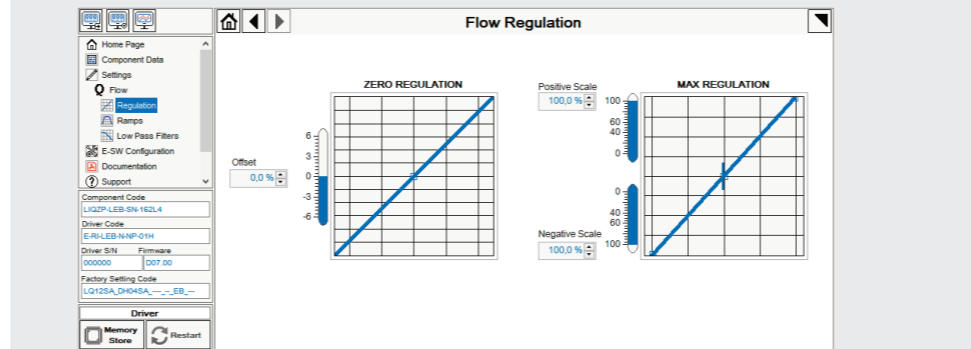 Flow Regulation
Home Page
Component Data
Settings
Q Flow
Regulation
Ramps
Low Pass Filters
E-SW Configuration
Documentation
? Support
Component Code
LIQZP-LEB-SN-162L4
Driver Code
E-RI-LEB-N-NP-01H
Driver S/N Firmware
000000 D07.00
Factory Setting Code
LQ12SA_DH04SA_---_-_EB_---
Driver
Memory Store
Restart
ZERO REGULATION
Offset
0,0 %
6
3
0
-3
-6
Positive Scale
100,0 %
100
60
40
0
0
40
60
100
Negative Scale
100,0 %
MAX REGULATION